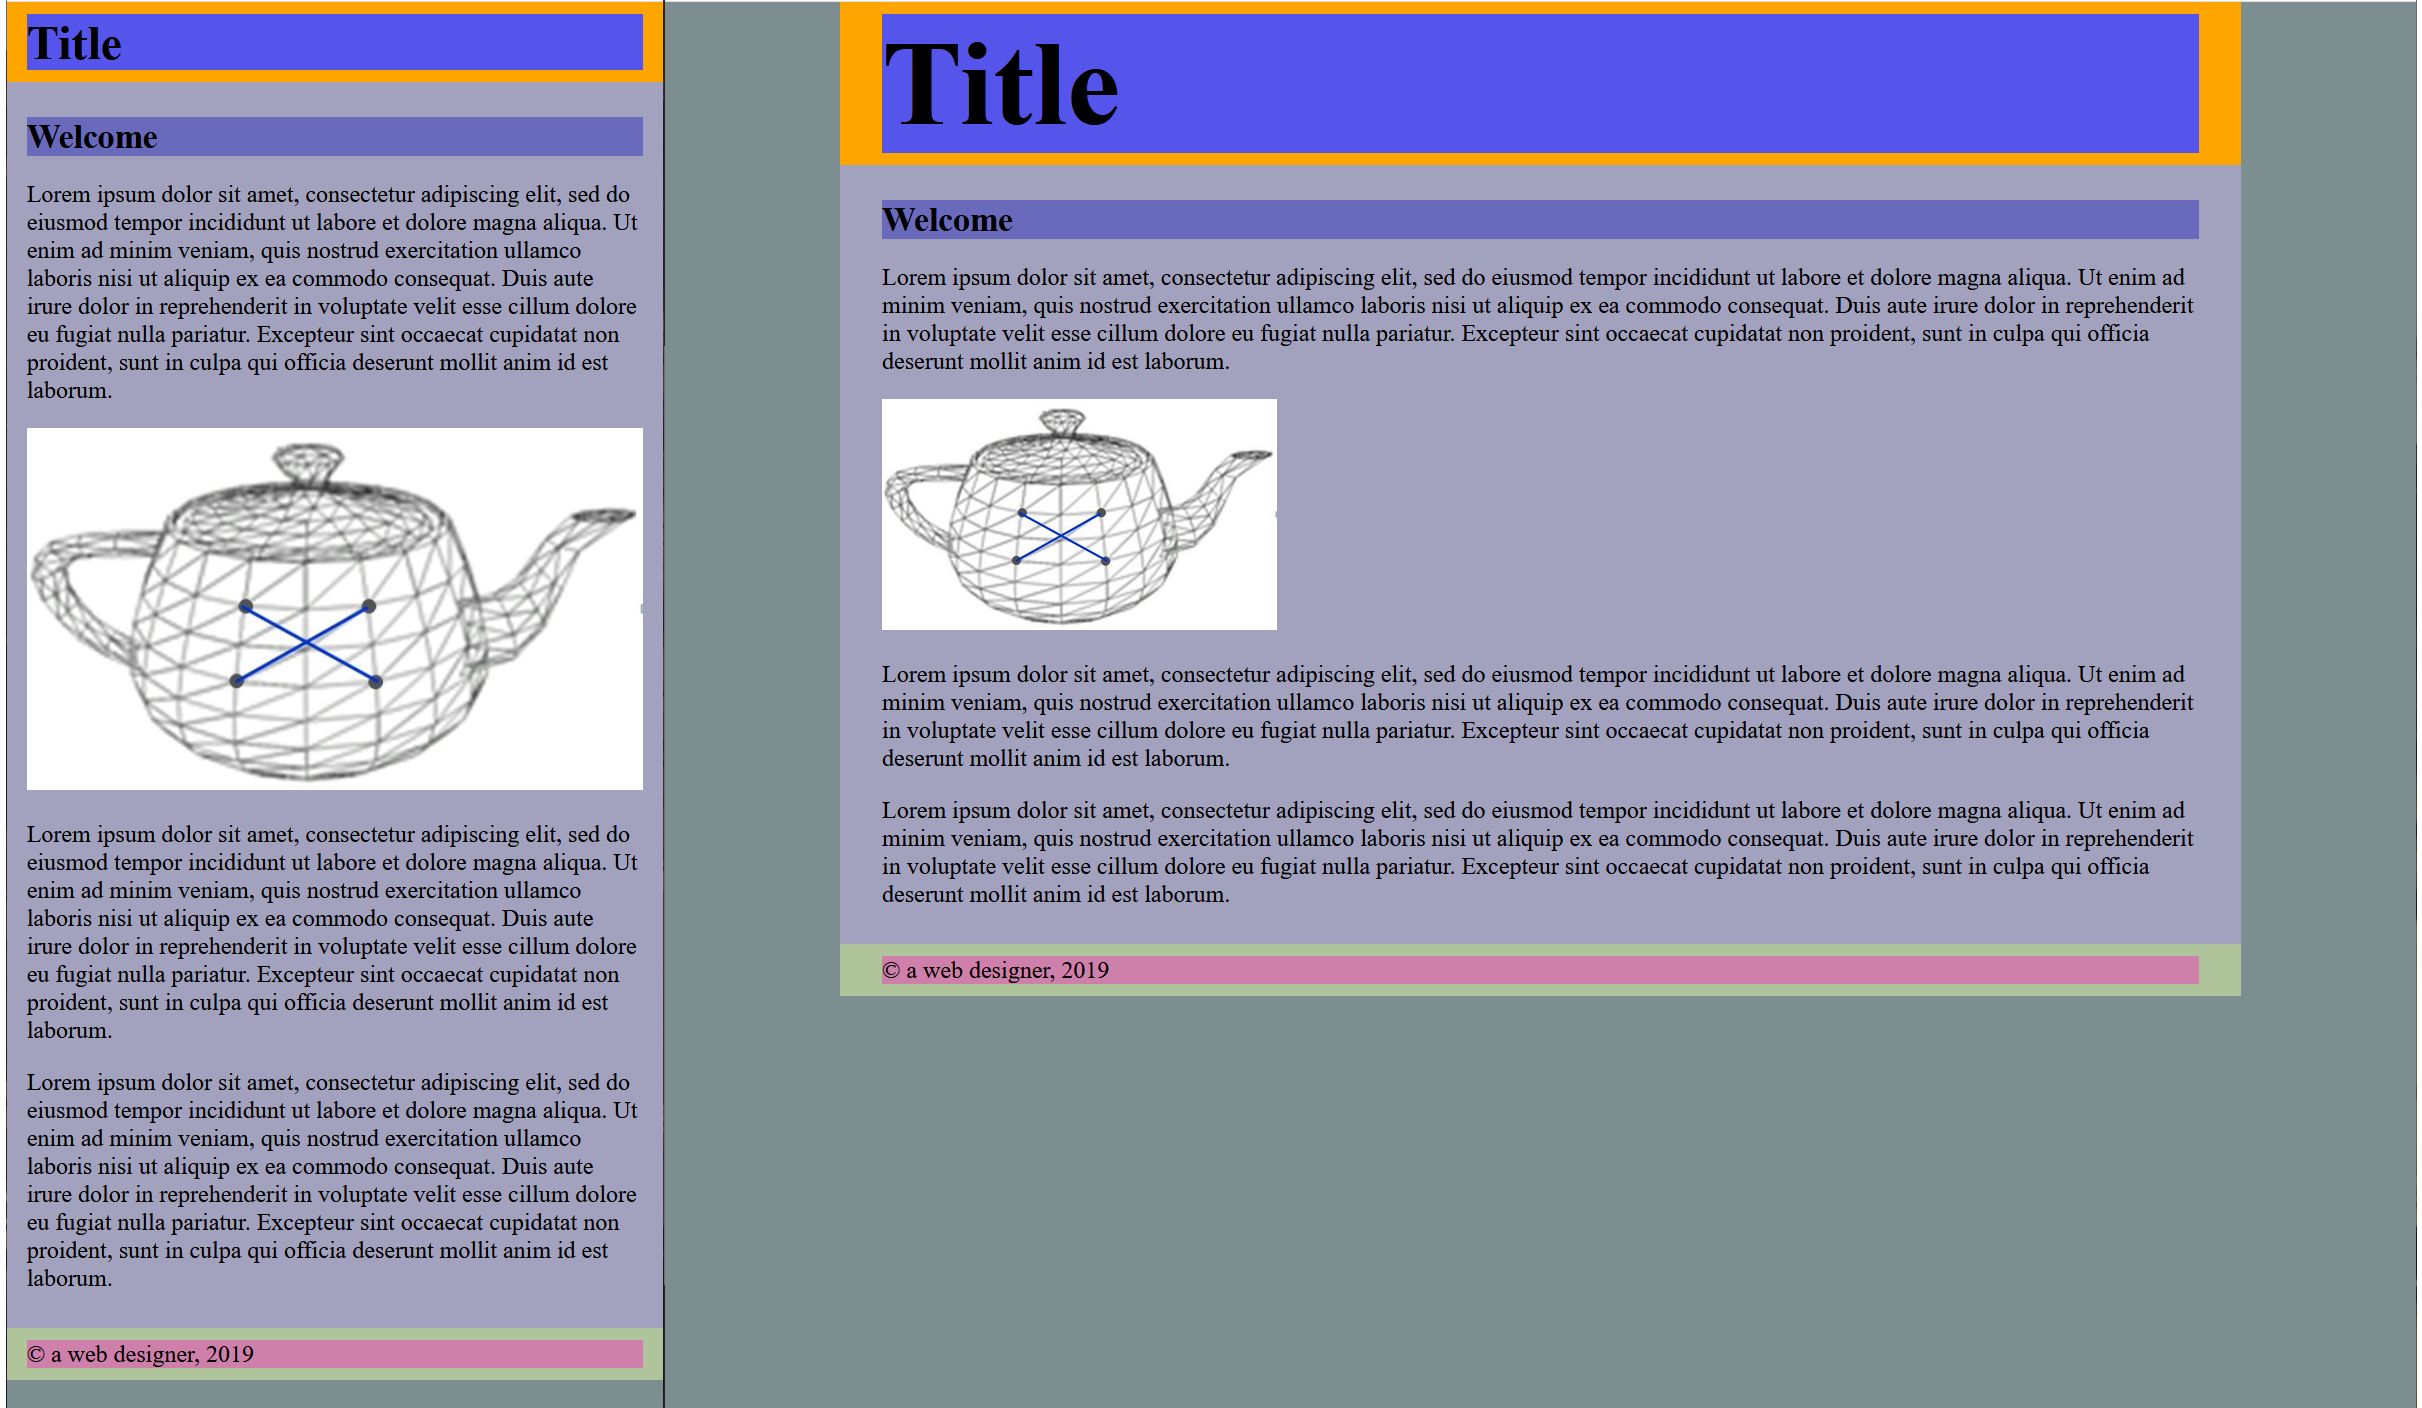 Title
Welcome
Lorem ipsum dolor sit amet, consectetur adipiscing elit, sed do
eiusmod tempor incididunt ut labore et dolore magna aliqua. Ut
enim ad minim veniam, quis nostrud exercitation ullamco
laboris nisi ut aliquip ex ea commodo consequat. Duis aute
irure dolor in reprehenderit in voluptate velit esse cillum dolore
eu fugiat nulla pariatur. Excepteur sint occaecat cupidatat non
proident, sunt in culpa qui officia deserunt mollit anim id est
laborum.
Lorem ipsum dolor sit amet, consectetur adipiscing elit, sed do
eiusmod tempor incididunt ut labore et dolore magna aliqua. Ut
enim ad minim veniam, quis nostrud exercitation ullamco
laboris nisi ut aliquip ex ea commodo consequat. Duis aute
irure dolor in reprehenderit in voluptate velit esse cillum dolore
eu fugiat nulla pariatur. Excepteur sint occaecat cupidatat non
proident, sunt in culpa qui officia deserunt mollit anim id est
laborum.
Lorem ipsum dolor sit amet, consectetur adipiscing elit, sed do
eiusmod tempor incididunt ut labore et dolore magna aliqua. Ut
enim ad minim veniam, quis nostrud exercitation ullamco
laboris nisi ut aliquip ex ea commodo consequat. Duis aute
irure dolor in reprehenderit in voluptate velit esse cillum dolore
eu fugiat nulla pariatur. Excepteur sint occaecat cupidatat non
proident, sunt in culpa qui officia deserunt mollit anim id est
laborum.
© a web designer, 2019
Title
Welcome
Lorem ipsum dolor sit amet, consectetur adipiscing elit, sed do eiusmod tempor incididunt ut labore et dolore magna aliqua. Ut enim ad
minim veniam, quis nostrud exercitation ullamco laboris nisi ut aliquip ex ea commodo consequat. Duis aute irure dolor in reprehenderit
in voluptate velit esse cillum dolore eu fugiat nulla pariatur. Excepteur sint occaecat cupidatat non proident, sunt in culpa qui officia
deserunt mollit anim id est laborum.
Lorem ipsum dolor sit amet, consectetur adipiscing elit, sed do eiusmod tempor incididunt ut labore et dolore magna aliqua. Ut enim ad
minim veniam, quis nostrud exercitation ullamco laboris nisi ut aliquip ex ea commodo consequat. Duis aute irure dolor in reprehenderit
in voluptate velit esse cillum dolore eu fugiat nulla pariatur. Excepteur sint occaecat cupidatat non proident, sunt in culpa qui officia
deserunt mollit anim id est laborum.
Lorem ipsum dolor sit amet, consectetur adipiscing elit, sed do eiusmod tempor incididunt ut labore et dolore magna aliqua. Ut enim ad
minim veniam, quis nostrud exercitation ullamco laboris nisi ut aliquip ex ea commodo consequat. Duis aute irure dolor in reprehenderit
in voluptate velit esse cillum dolore eu fugiat nulla pariatur. Excepteur sint occaecat cupidatat non proident, sunt in culpa qui officia
deserunt mollit anim id est laborum.
© a web designer, 2019